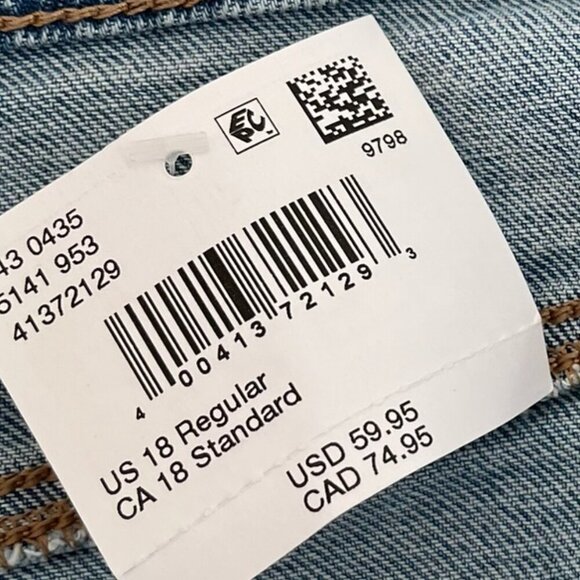 EPC
9798
43 0435
5141 953
41372129
4 00413 72129 3
US 18 Regular
CA 18 Standard
USD 59.95
CAD 74.95